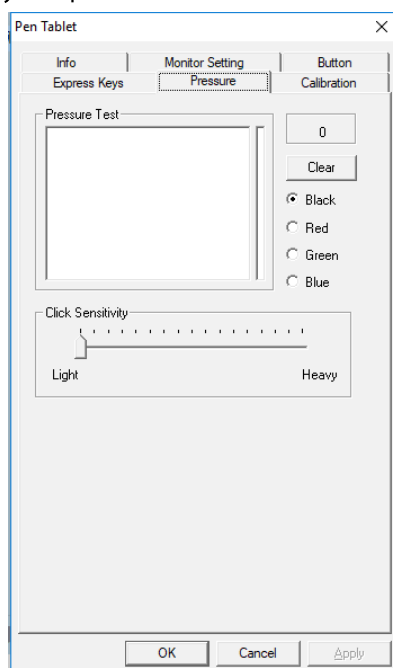 Pen Tablet
Info Monitor Setting Button
Express Keys Pressure Calibration
Pressure Test
0
Clear
Black
Red
Green
Blue
Click Sensitivity
Light Heavy
OK Cancel Apply